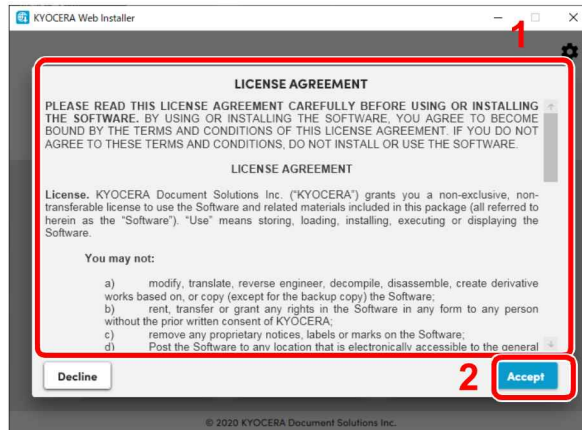 KYOCERA Web Installer
1
LICENSE AGREEMENT
PLEASE READ THIS LICENSE AGREEMENT CAREFULLY BEFORE USING OR INSTALLING
THE SOFTWARE. BY USING OR INSTALLING THE SOFTWARE, YOU AGREE TO BECOME
BOUND BY THE TERMS AND CONDITIONS OF THIS LICENSE AGREEMENT. IF YOU DO NOT
AGREE TO THESE TERMS AND CONDITIONS, DO NOT INSTALL OR USE THE SOFTWARE.
LICENSE AGREEMENT
License. KYOCERA Document Solutions Inc. ("KYOCERA") grants you a non-exclusive, non-
transferable license to use the Software and related materials included in this package (all referred to
herein as the "Software"). "Use" means storing, loading, installing, executing or displaying the
Software.
You may not:
a) modify, translate, reverse engineer, decompile, disassemble, create derivative
works based on, or copy (except for the backup copy) the Software;
b) rent, transfer or grant any rights in the Software in any form to any person
without the prior written consent of KYOCERA;
c) remove any proprietary notices, labels or marks on the Software;
d) Post the Software to any location that is electronically accessible to the general
Decline
2
Accept
© 2020 KYOCERA Document Solutions Inc.